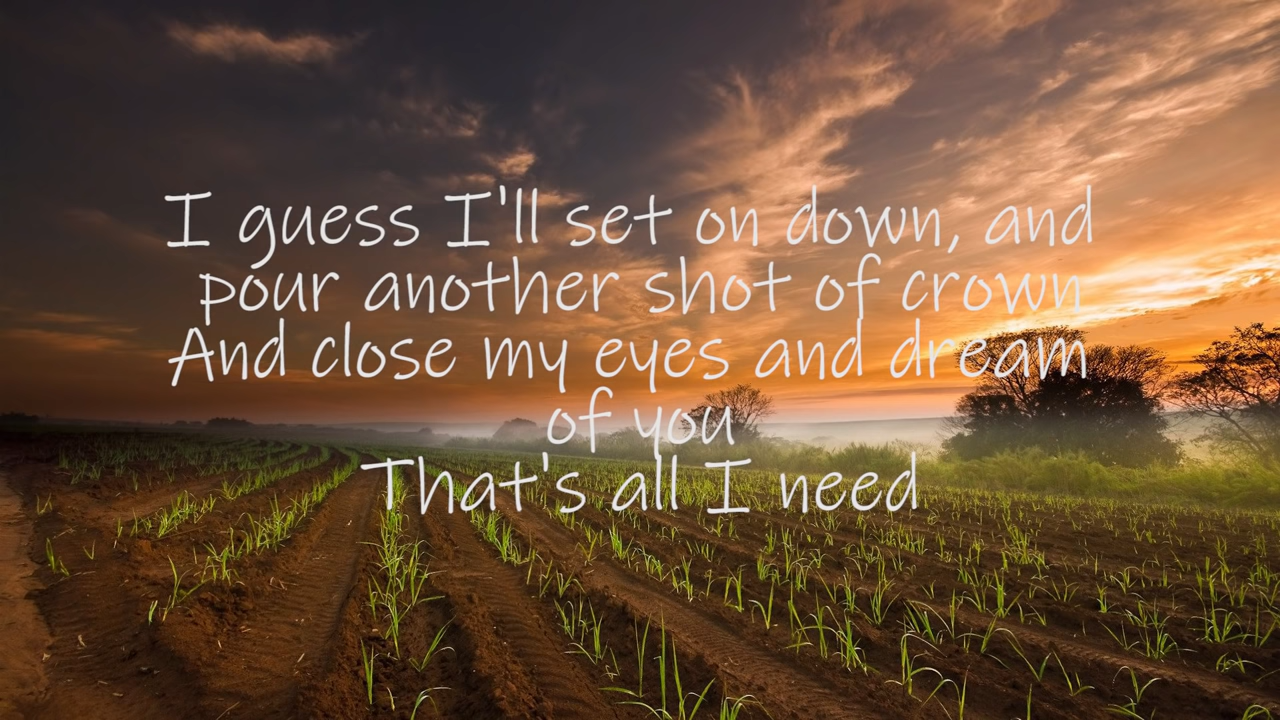 I guess I'll set on down, and
pour another shot of crown
And close my eyes and dream
of you
That's all I need